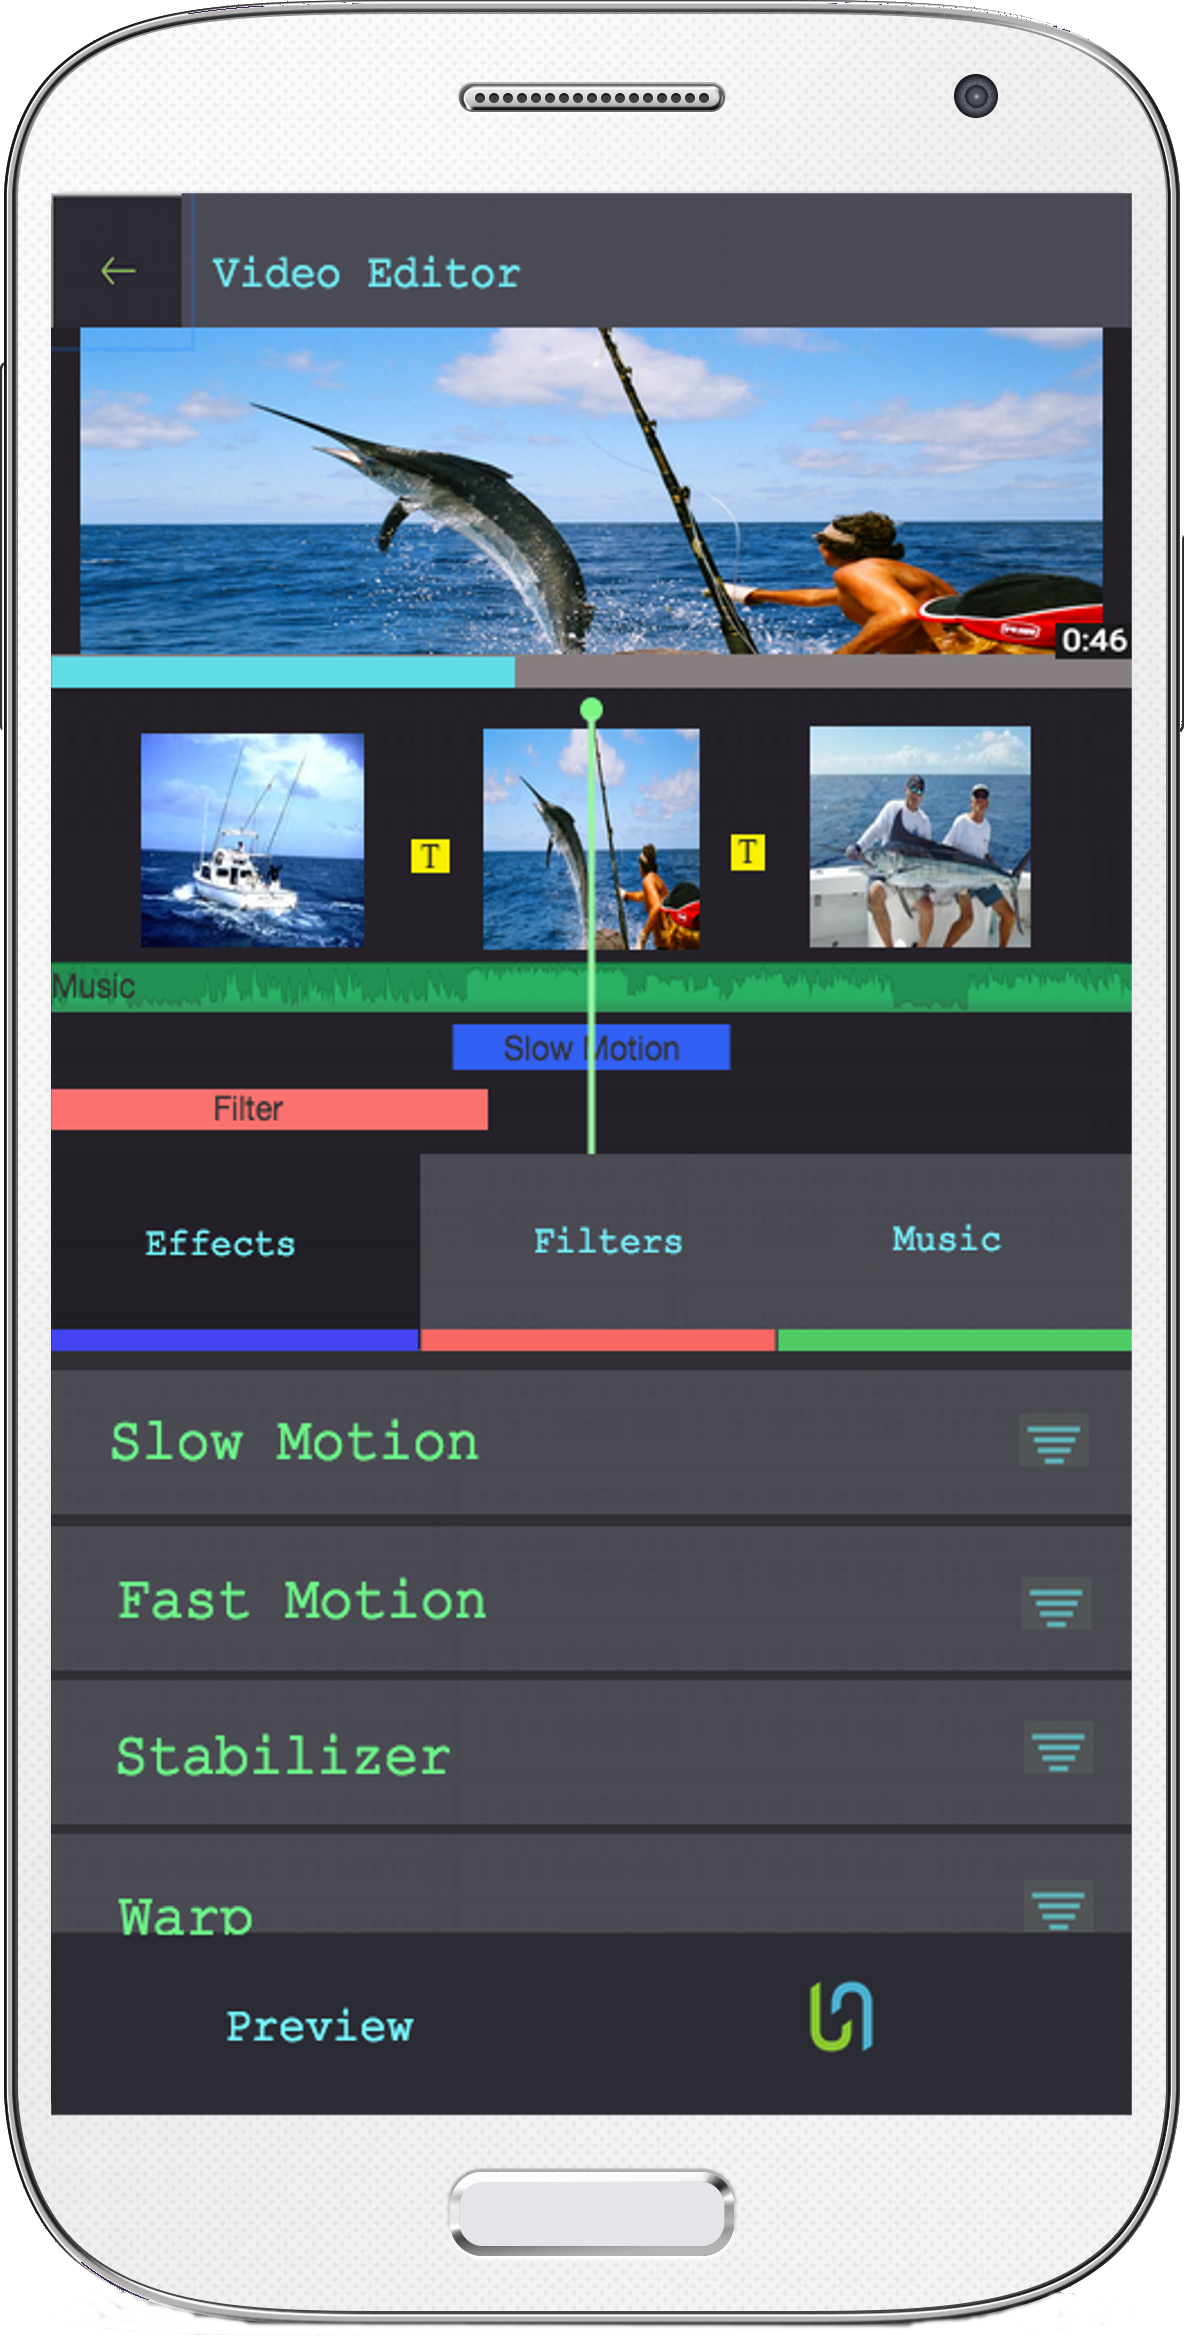 Video Editor
0:46
T
T
Music
Slow Motion
Filter
Effects
Filters
Music
Slow Motion
Fast Motion
Stabilizer
Warp
Preview